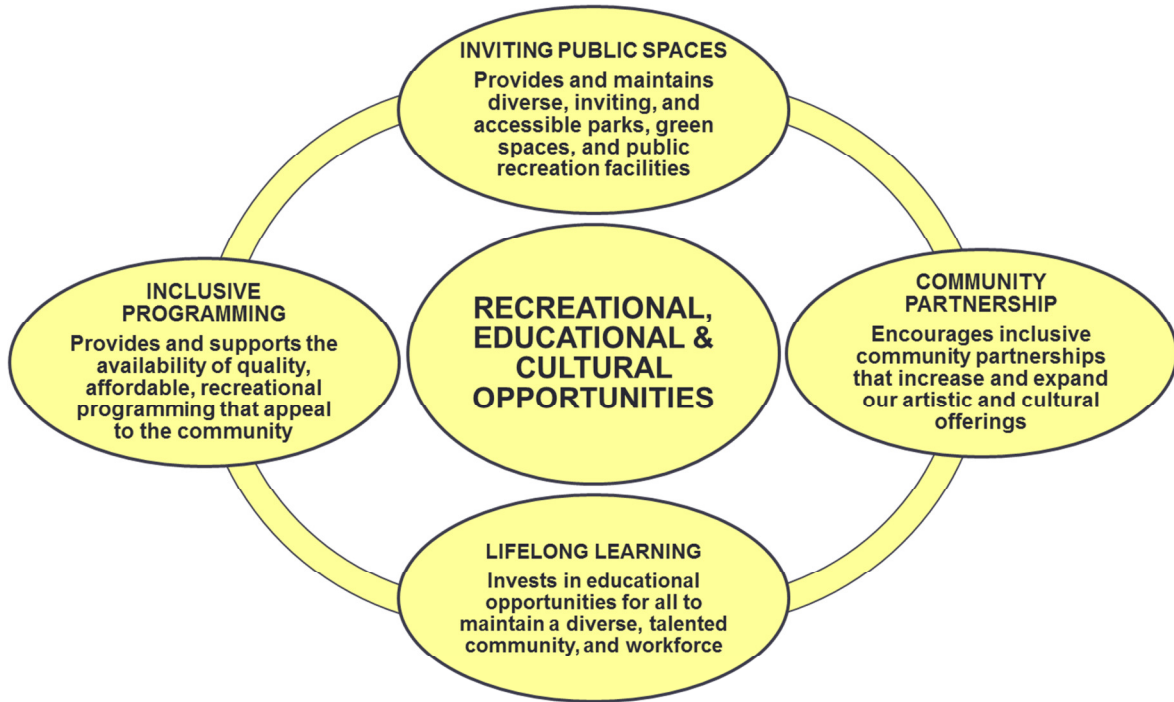 INVITING PUBLIC SPACES
Provides and maintains
diverse, inviting, and
accessible parks, green
spaces, and public
recreation facilities
INCLUSIVE
PROGRAMMING
Provides and supports the
availability of quality,
affordable, recreational
programming that appeal
to the community
RECREATIONAL,
EDUCATIONAL &
CULTURAL
OPPORTUNITIES
COMMUNITY
PARTNERSHIP
Encourages inclusive
community partnerships
that increase and expand
our artistic and cultural
offerings
LIFELONG LEARNING
Invests in educational
opportunities for all to
maintain a diverse, talented
community, and workforce